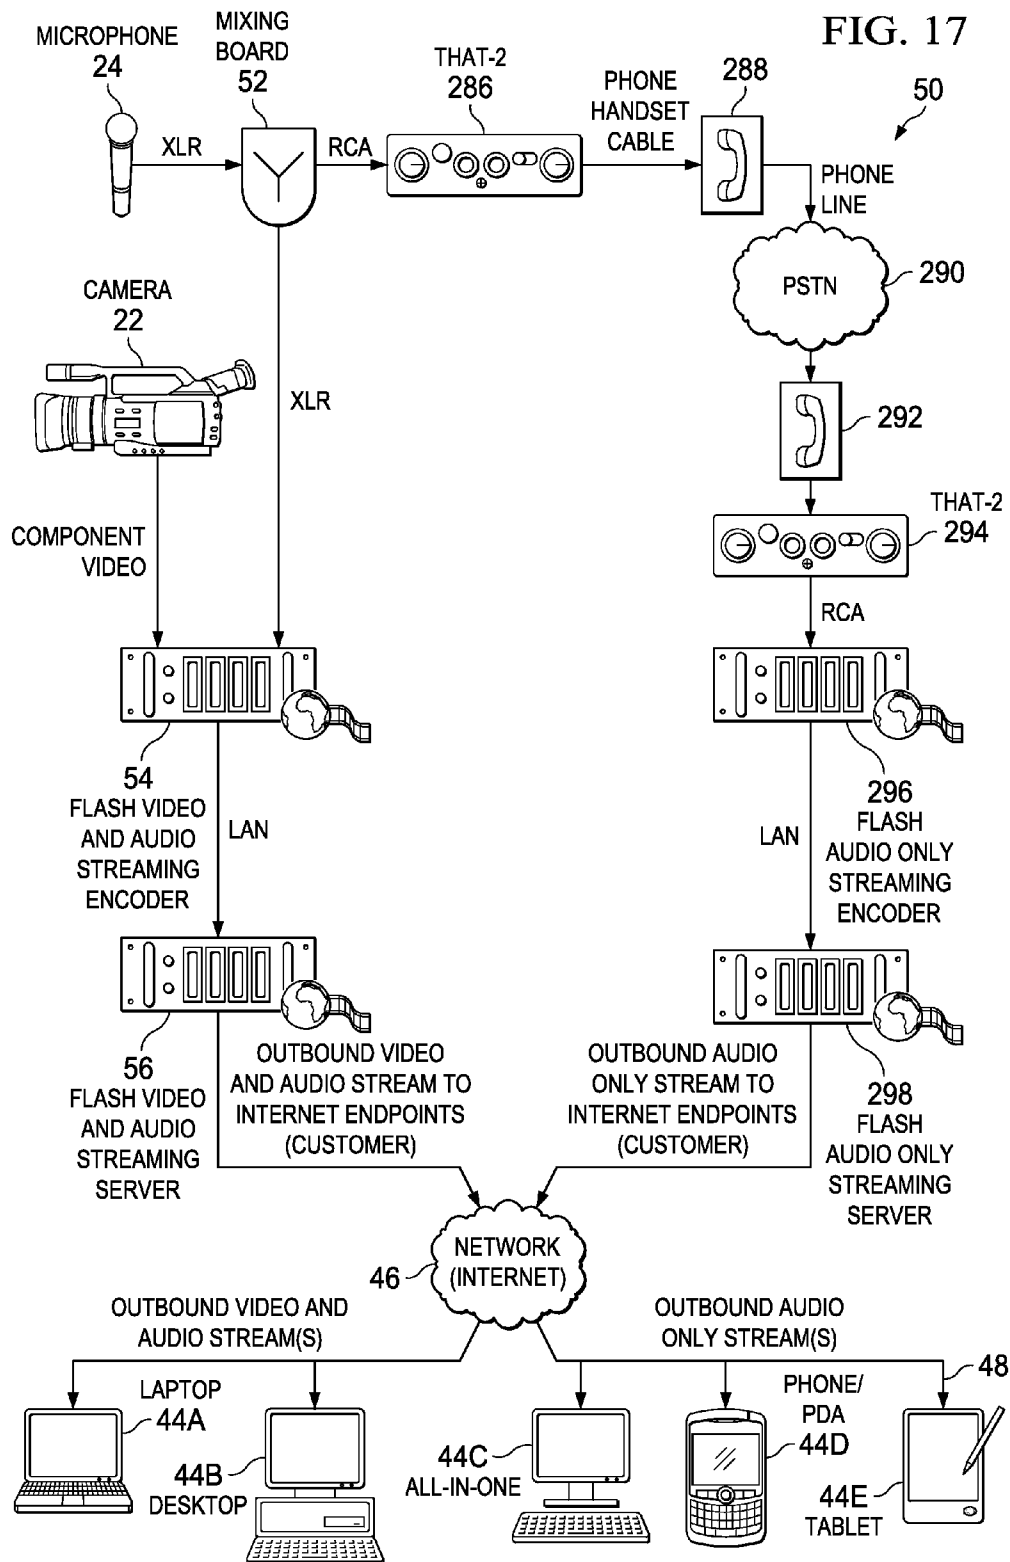 FIG. 17
MICROPHONE
24
MIXING
BOARD
52
THAT-2
286
PHONE
HANDSET
CABLE
288
50
XLR
RCA
PHONE
LINE
PSTN
290
CAMERA
22
XLR
292
COMPONENT
VIDEO
THAT-2
294
RCA
54
FLASH VIDEO
AND AUDIO
STREAMING
ENCODER
LAN
LAN
296
FLASH
AUDIO ONLY
STREAMING
ENCODER
56
FLASH VIDEO
AND AUDIO
STREAMING
SERVER
OUTBOUND VIDEO
AND AUDIO STREAM TO
INTERNET ENDPOINTS
(CUSTOMER)
OUTBOUND AUDIO
ONLY STREAM TO
INTERNET ENDPOINTS
(CUSTOMER)
298
FLASH
AUDIO ONLY
STREAMING
SERVER
NETWORK
(INTERNET)
46
OUTBOUND VIDEO AND
AUDIO STREAM(S)
OUTBOUND AUDIO
ONLY STREAM(S)
48
LAPTOP
44A
44B
DESKTOP
44C
ALL-IN-ONE
PHONE/
PDA
44D
44E
TABLET